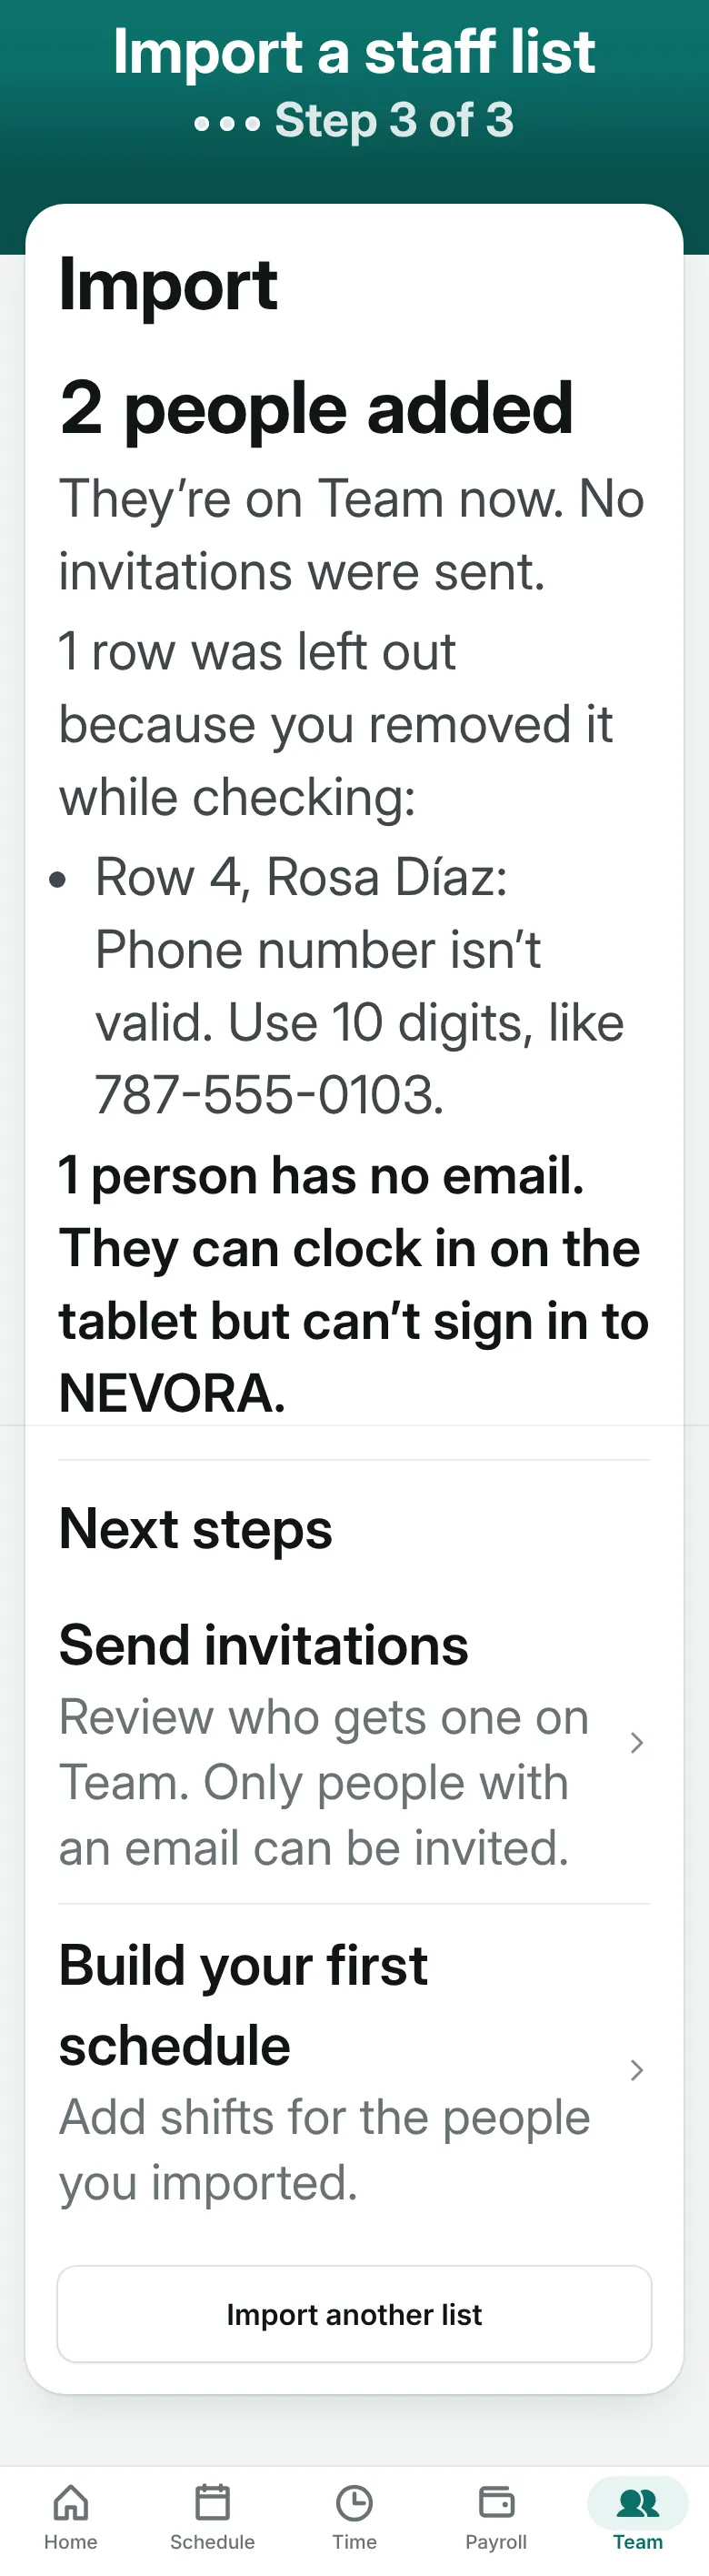 Import a staff list
Step 3 of 3
Import
2 people added
They’re on Team now. No
invitations were sent.
1 row was left out
because you removed it
while checking:
• Row 4, Rosa Díaz:
Phone number isn’t
valid. Use 10 digits, like
787-555-0103.
1 person has no email.
They can clock in on the
tablet but can’t sign in to
NEVORA.
Next steps
Send invitations
Review who gets one on
Team. Only people with
an email can be invited.
Build your first
schedule
Add shifts for the people
you imported.
Import another list
Home
Schedule
Time
Payroll
Team